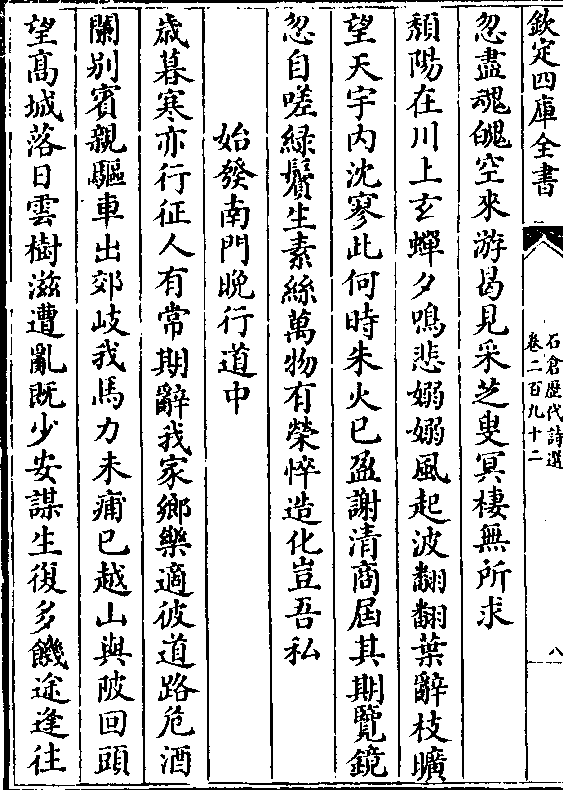 欽定四庫全書
石倉歷代詩選
卷二百九十二
八
忽盡魂魄空來游曷見采芝叟冥棲無所求
頹陽在川上玄蟬夕鳴悲嫋嫋風起波翻翻葉辭枝曠
望天宇内沈寥此何時朱火已盈謝清商屆其期覽鏡
忽自嗟緑鬢生素絲萬物有榮悴造化豈吾私
始發南門晚行道中
歲暮寒亦行征人有常期辭我家鄉樂適彼道路危酒
闌别賓親驅車出郊岐我馬力未痡已越山與陂回頭
望髙城落日雲樹滋遭亂既少安謀生復多饑途逢往